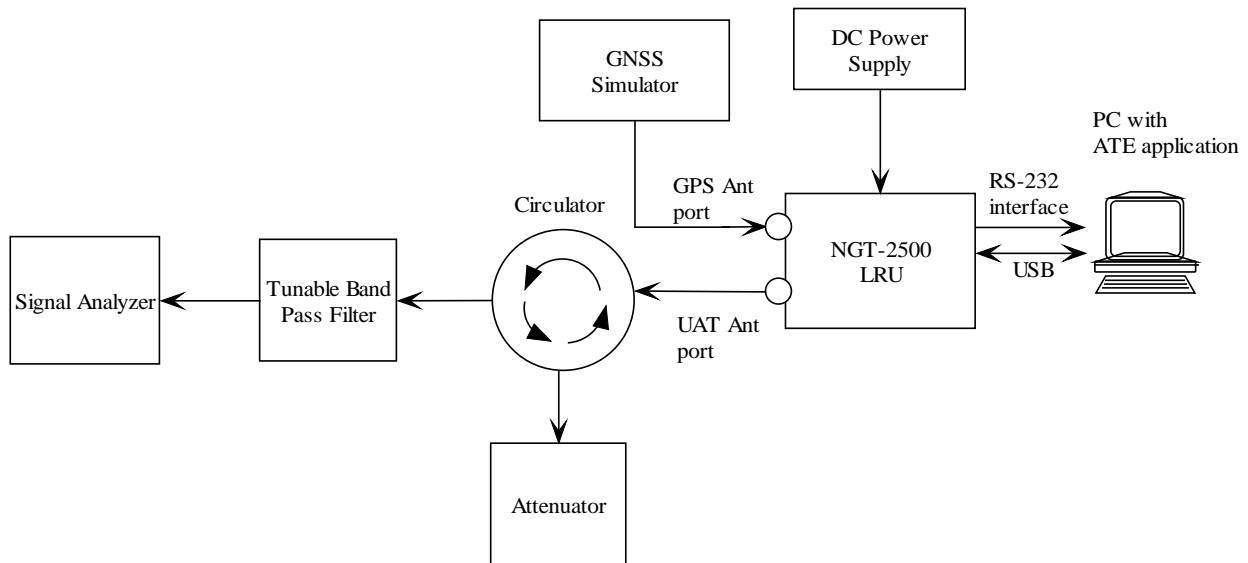 GNSS
Simulator
DC Power
Supply
PC with
ATE application
GPS Ant
port
RS-232
interface
Circulator
NGT-2500
LRU
USB
Signal Analyzer
Tunable Band
Pass Filter
UAT Ant
port
Attenuator